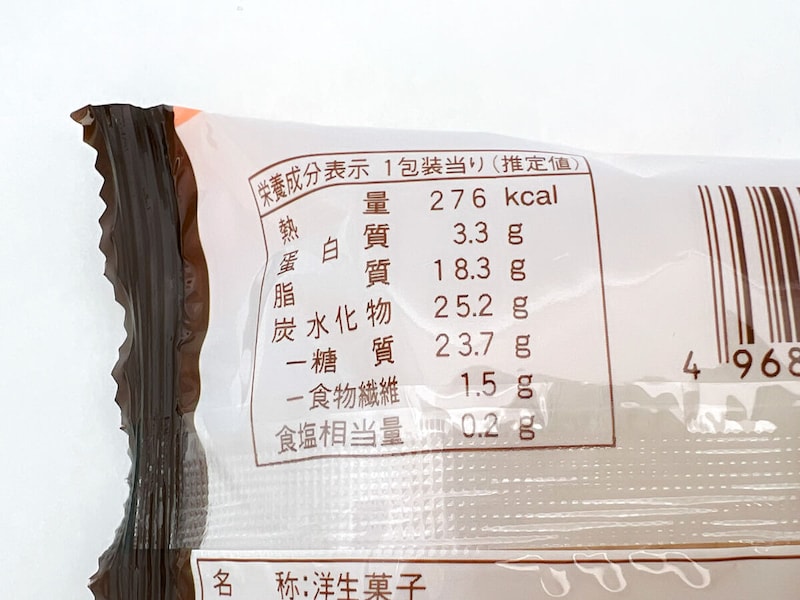 栄養成分表示 1包装当り(推定値)
熱量 276 kcal
蛋白質 3.3 g
脂質 18.3 g
炭水化物 25.2 g
－糖質 23.7 g
－食物繊維 1.5 g
食塩相当量 0.2 g
4 968
名 称:洋生菓子